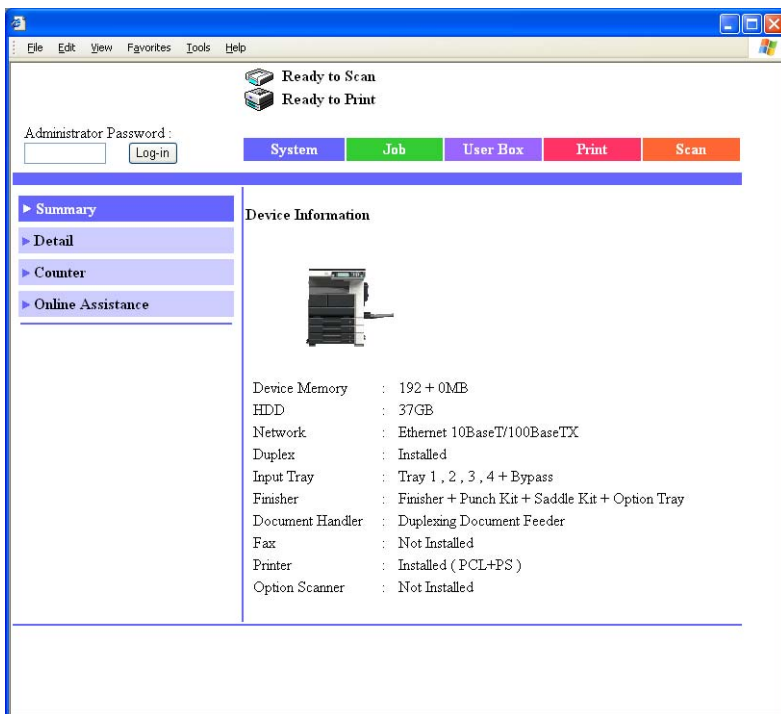 File Edit View Favorites Tools Help
Ready to Scan
Ready to Print
Administrator Password :
Log-in
System Job User Box Print Scan
Summary
Detail
Counter
Online Assistance
Device Information
Device Memory : 192 + 0MB
HDD : 37GB
Network : Ethernet 10BaseT/100BaseTX
Duplex : Installed
Input Tray : Tray 1 , 2 , 3 , 4 + Bypass
Finisher : Finisher + Punch Kit + Saddle Kit + Option Tray
Document Handler : Duplexing Document Feeder
Fax : Not Installed
Printer : Installed ( PCL+PS )
Option Scanner : Not Installed